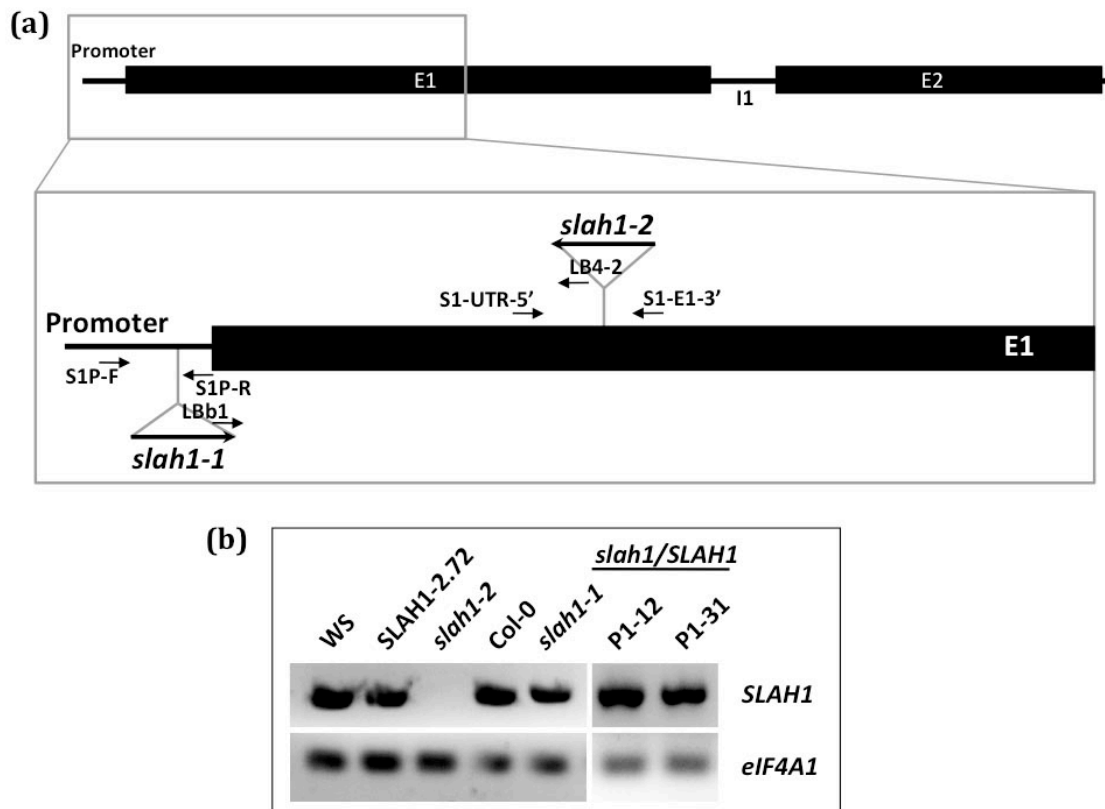 (a)
Promoter
E1
I1
E2
slah1-2
LB4-2
S1-UTR-5’
S1-E1-3’
Promoter
E1
S1P-F
S1P-R
LBb1
slah1-1
(b)
slah1/SLAH1
WS
SLAH1-2.72
slah1-2
Col-0
slah1-1
P1-12
P1-31
SLAH1
eIF4A1